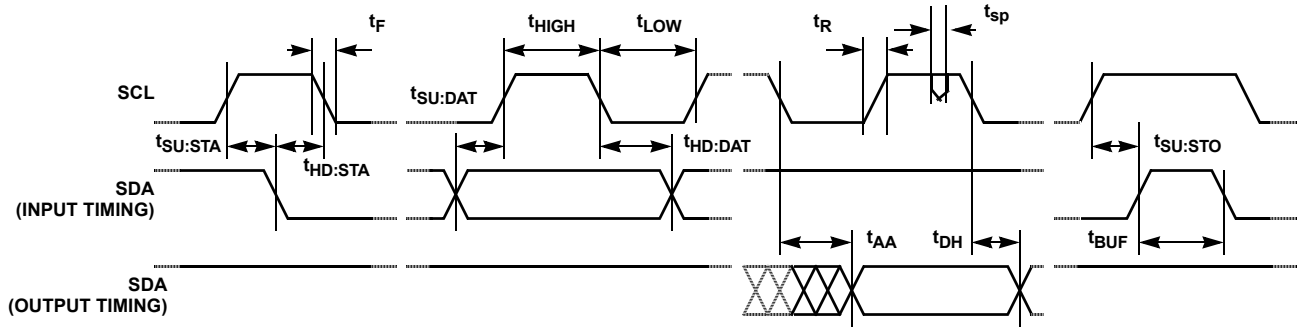 tF
tHIGH
tLOW
tR
tsp
SCL
tSU:DAT
tSU:STA
tHD:STA
tHD:DAT
tSU:STO
SDA
(INPUT TIMING)
tAA
tDH
tBUF
SDA
(OUTPUT TIMING)